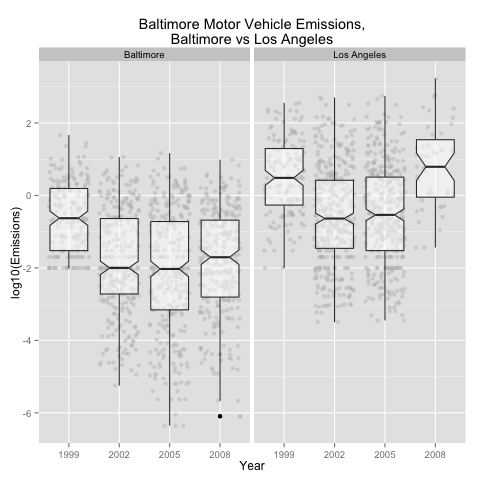 Baltimore Motor Vehicle Emissions,
Baltimore vs Los Angeles
Baltimore
Los Angeles
log10(Emissions)
2
0
-2
-4
-6
1999
2002
2005
2008
1999
2002
2005
2008
Year